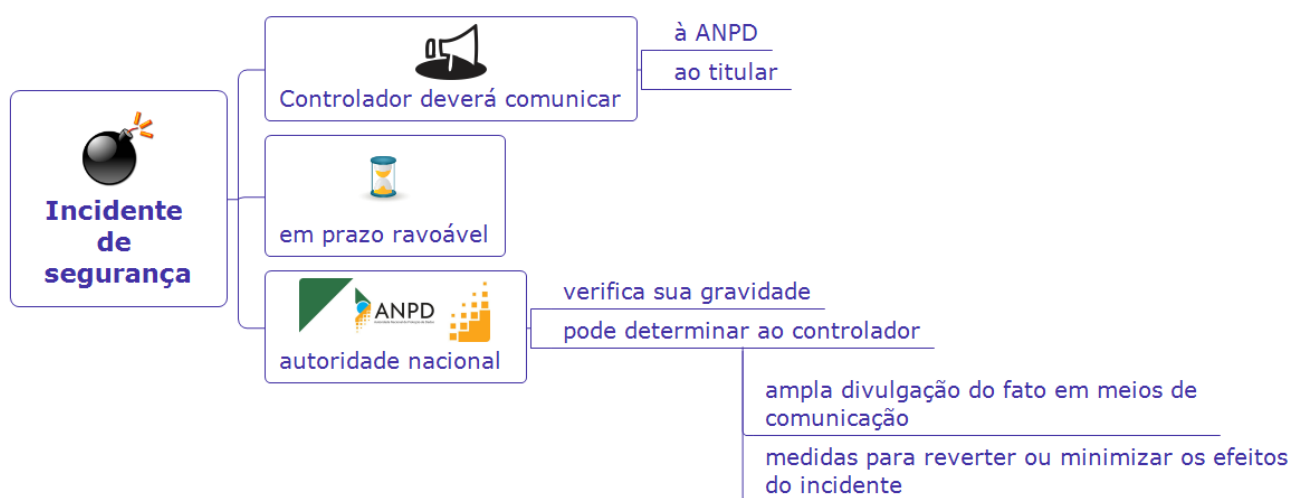 à ANPD
ao titular
Controlador deverá comunicar
Incidente
de
segurança
em prazo ravoável
ANPD
autoridade nacional
verifica sua gravidade
pode determinar ao controlador
ampla divulgação do fato em meios de
comunicação
medidas para reverter ou minimizar os efeitos
do incidente